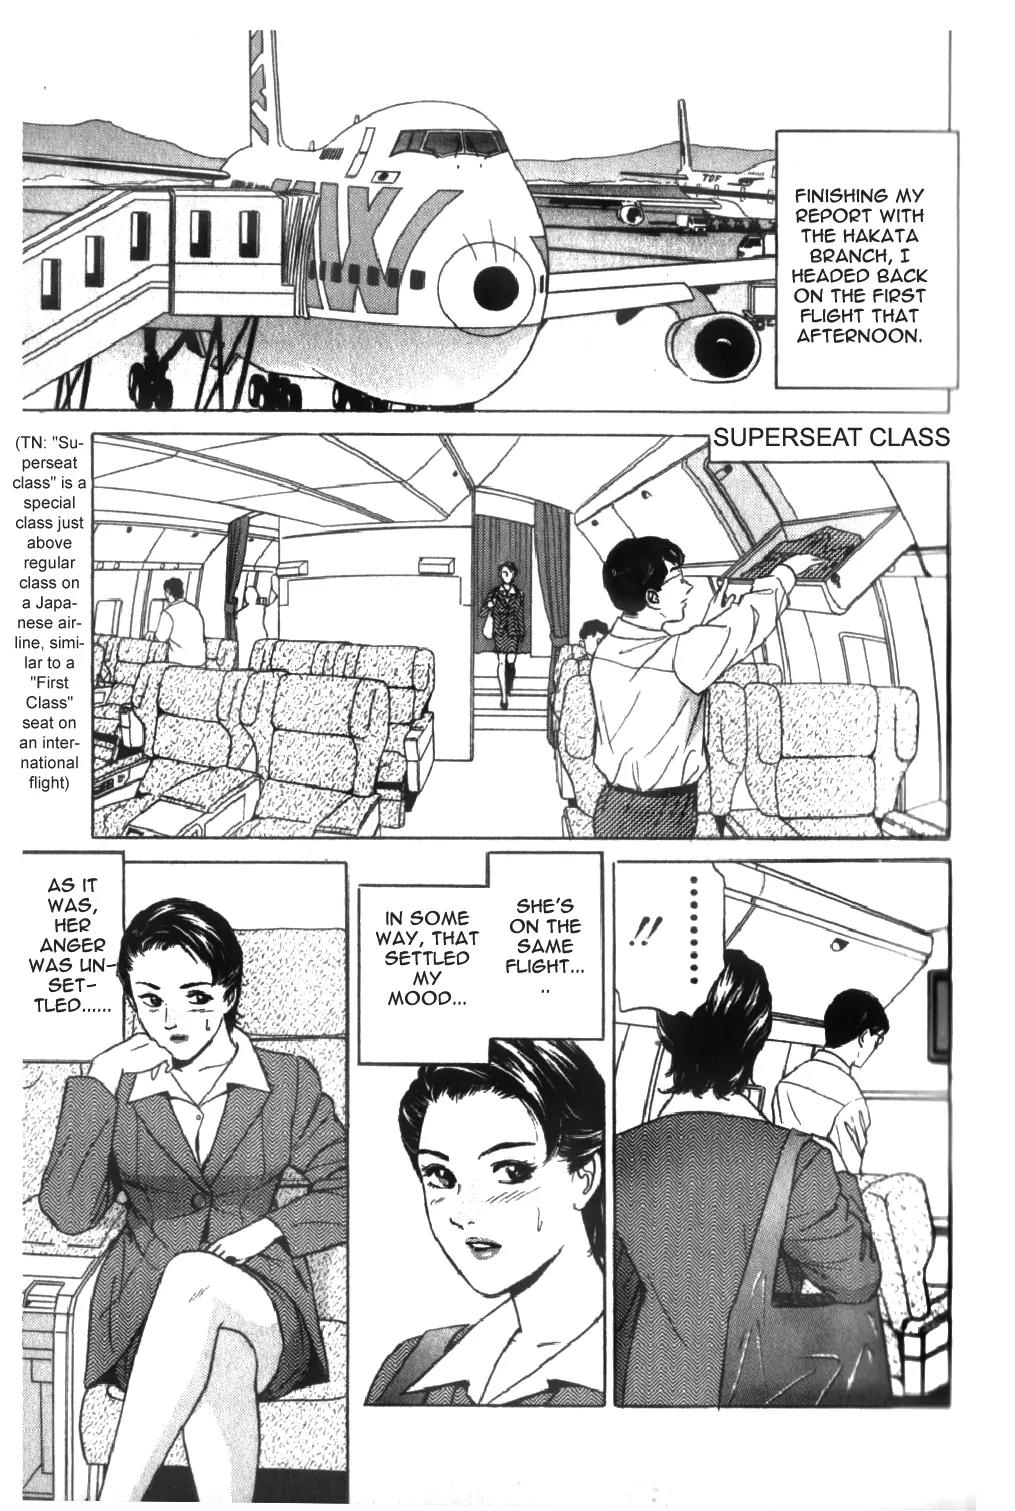 FINISHING MY
REPORT WITH
THE HAKATA
BRANCH, I
HEADED BACK
ON THE FIRST
FLIGHT THAT
AFTERNOON.
TDF
SUPERSEAT CLASS
(TN: "Su-
perseat
class" is a
special
class just
above
regular
class on
a Japa-
nese air-
line, simi-
lar to a
"First
Class"
seat on
an inter-
national
flight)
.........
!!
SHE'S
ON THE
SAME
FLIGHT...
..
IN SOME
WAY, THAT
SETTLED
MY
MOOD...
AS IT
WAS,
HER
ANGER
WAS UN-
SET-
TLED......